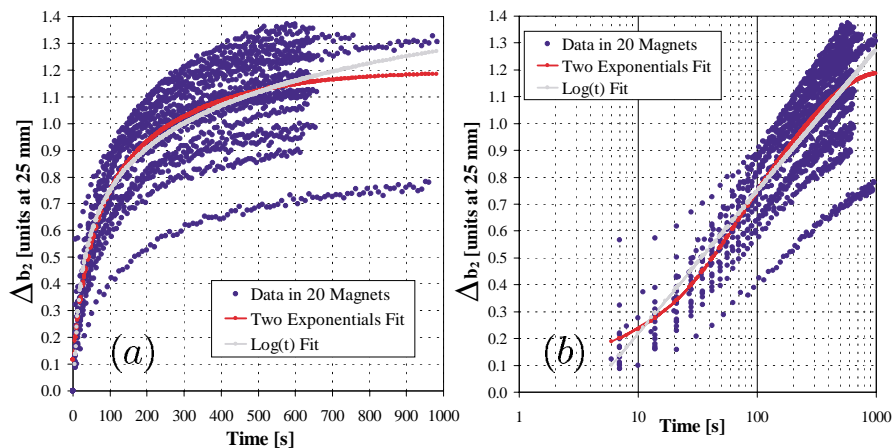 1.4
1.3
1.2
1.1
1.0
0.9
0.8
0.7
0.6
0.5
0.4
0.3
0.2
0.1
0.0
Δ b₂ [units at 25 mm]
Data in 20 Magnets
Two Exponentials Fit
Log(t) Fit
(a)
0 100 200 300 400 500 600 700 800 900 1000
Time [s]
1.4
1.3
1.2
1.1
1.0
0.9
0.8
0.7
0.6
0.5
0.4
0.3
0.2
0.1
0.0
Δ b₂ [units at 25 mm]
Data in 20 Magnets
Two Exponentials Fit
Log(t) Fit
(b)
1 10 100 1000
Time [s]